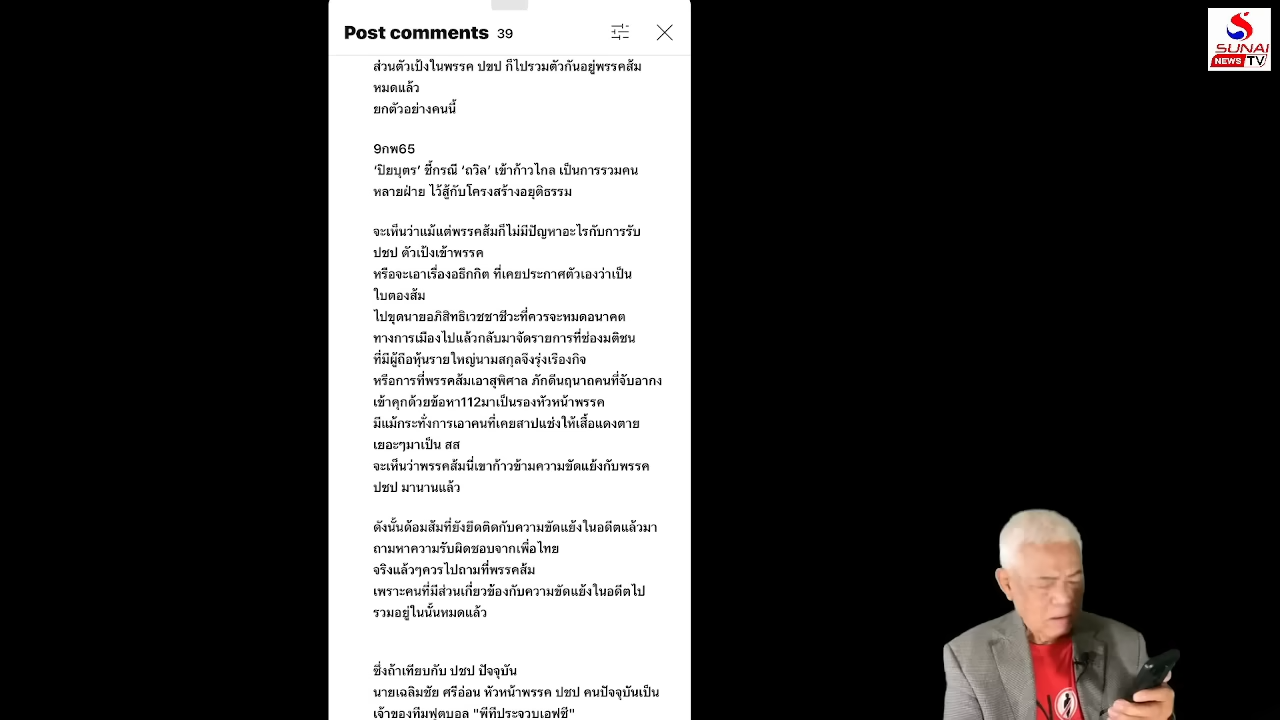 Post comments 39
SUNAI
NEWS TV
ส่วนตัวเป้งในพรรค ปชป ก็ไปรวมตัวกันอยู่พรรคส้ม
หมดแล้ว
ยกตัวอย่างคนนี้
9กพ65
‘ปิยบุตร’ ชี้กรณี ‘ถวิล’ เข้าก้าวไกล เป็นการรวมคน
หลายฝ่าย ไว้สู้กับโครงสร้างอยุติธรรม
จะเห็นว่าแม้แต่พรรคส้มก็ไม่มีปัญหาอะไรกับการรับ
ปชป ตัวเป้งเข้าพรรค
หรือจะเอาเรื่องอธึกกิต ที่เคยประกาศตัวเองว่าเป็น
ใบตองส้ม
ไปขุดนายอภิสิทธิเวชชาชีวะที่ควรจะหมดอนาคต
ทางการเมืองไปแล้วกลับมาจัดรายการที่ช่องมติชน
ที่มีผู้ถือหุ้นรายใหญ่นามสกุลจึงรุ่งเรืองกิจ
หรือการที่พรรคส้มเอาสุพิศาล ภักดีนฤนาถคนที่จับอากง
เข้าคุกด้วยข้อหา112มาเป็นรองหัวหน้าพรรค
มีแม้กระทั่งการเอาคนที่เคยสาปแช่งให้เสื้อแดงตาย
เยอะๆมาเป็น สส
จะเห็นว่าพรรคส้มนี่เขาก้าวข้ามความขัดแย้งกับพรรค
ปชป มานานแล้ว
ดังนั้นด้อมส้มที่ยังยึดติดกับความขัดแย้งในอดีตแล้วมา
ถามหาความรับผิดชอบจากเพื่อไทย
จริงแล้วๆควรไปถามที่พรรคส้ม
เพราะคนที่มีส่วนเกี่ยวข้องกับความขัดแย้งในอดีตไป
รวมอยู่ในนั้นหมดแล้ว
ซึ่งถ้าเทียบกับ ปชป ปัจจุบัน
นายเฉลิมชัย ศรีอ่อน หัวหน้าพรรค ปชป คนปัจจุบันเป็น
เจ้าของทีมฟุตบอล "พีทีประจวบเอฟซี"